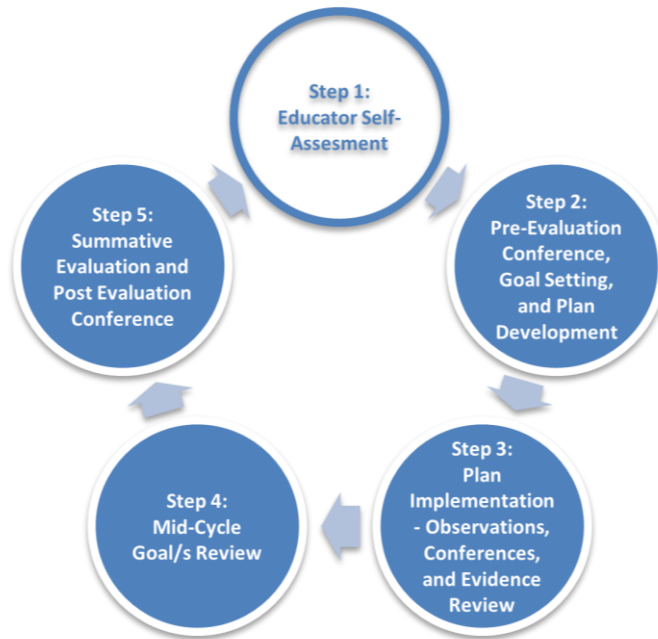 Step 1:
Educator Self-
Assesment
Step 2:
Pre-Evaluation
Conference,
Goal Setting,
and Plan
Development
Step 3:
Plan
Implementation
- Observations,
Conferences,
and Evidence
Review
Step 4:
Mid-Cycle
Goal/s Review
Step 5:
Summative
Evaluation and
Post Evaluation
Conference